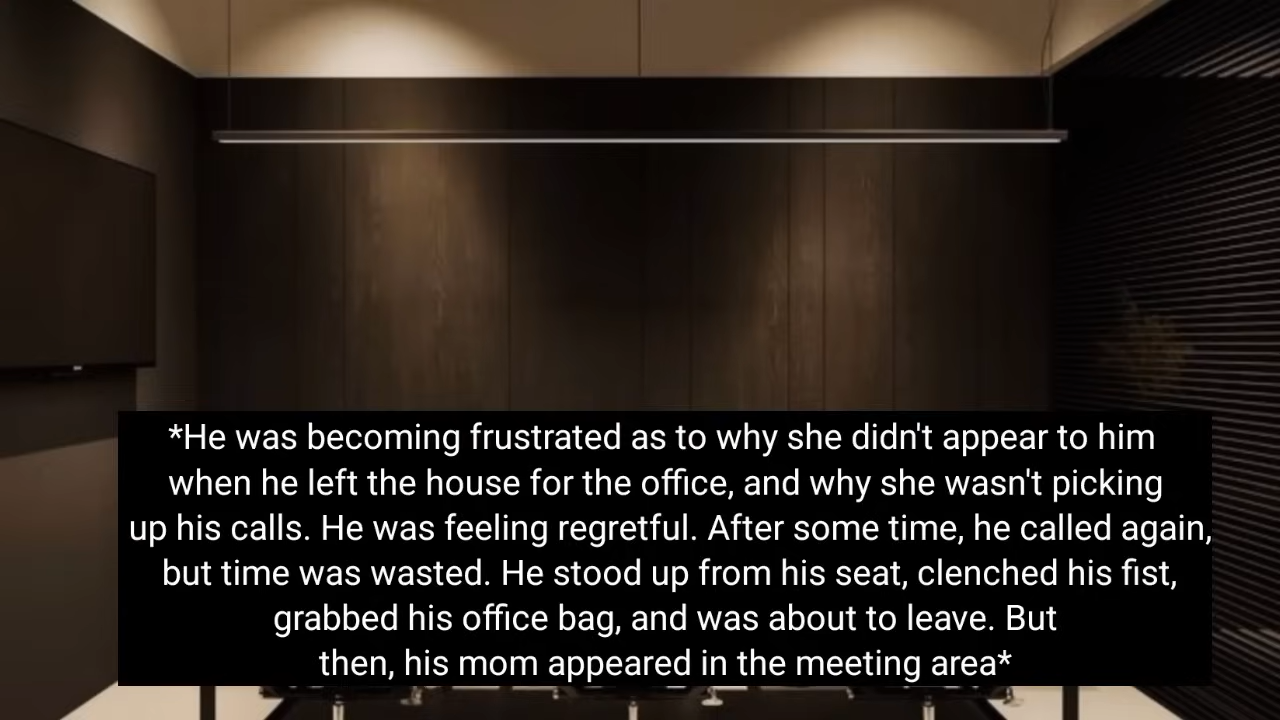 *He was becoming frustrated as to why she didn't appear to him
when he left the house for the office, and why she wasn't picking
up his calls. He was feeling regretful. After some time, he called again,
but time was wasted. He stood up from his seat, clenched his fist,
grabbed his office bag, and was about to leave. But
then, his mom appeared in the meeting area*